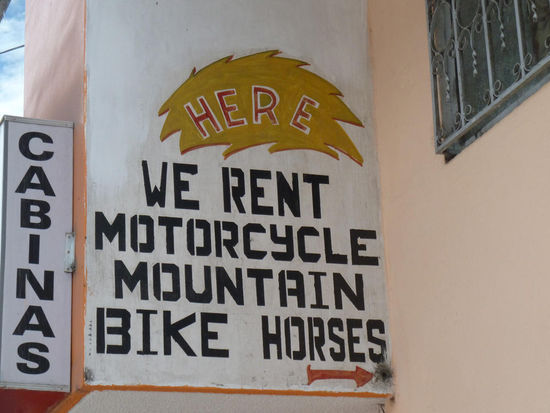 CABINAS
HERE
WE RENT
MOTORCYCLE
MOUNTAIN
BIKE HORSES